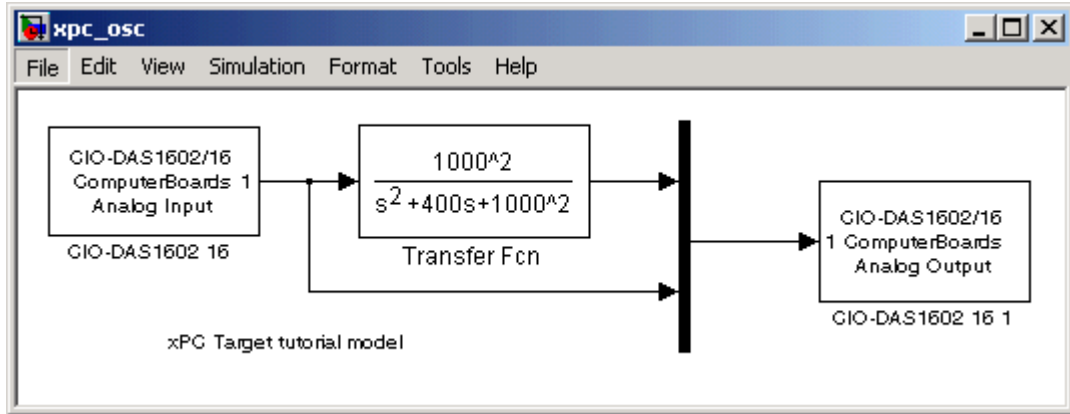 xpc_osc
File Edit View Simulation Format Tools Help
CIO-DAS1602/16
ComputerBoards 1
Analog Input
CIO-DAS1602 16
1000^2
s²+400s+1000^2
Transfer Fcn
CIO-DAS1602/16
1 ComputerBoards
Analog Output
CIO-DAS1602 16 1
xPC Target tutorial model